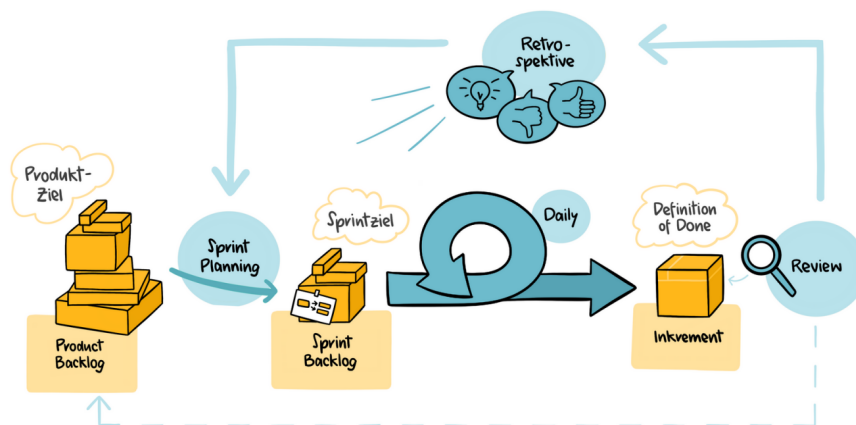 Retro-
spektive
Produkt-
Ziel
Sprint
Planning
Sprintziel
Daily
Definition
of Done
Review
Product
Backlog
Sprint
Backlog
Inkrement